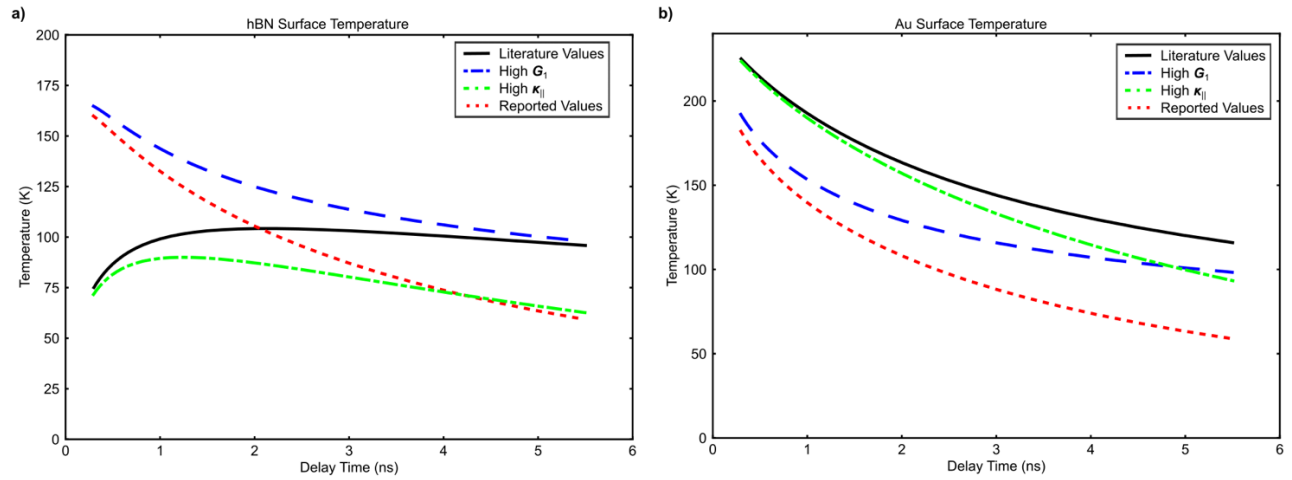 a)
hBN Surface Temperature
200
175
150
125
100
75
50
25
0
Temperature (K)
0 1 2 3 4 5 6
Delay Time (ns)
Literature Values
High G₁
High κ||
Reported Values
b)
Au Surface Temperature
200
150
100
50
0
Temperature (K)
0 1 2 3 4 5 6
Delay Time (ns)
Literature Values
High G₁
High κ||
Reported Values